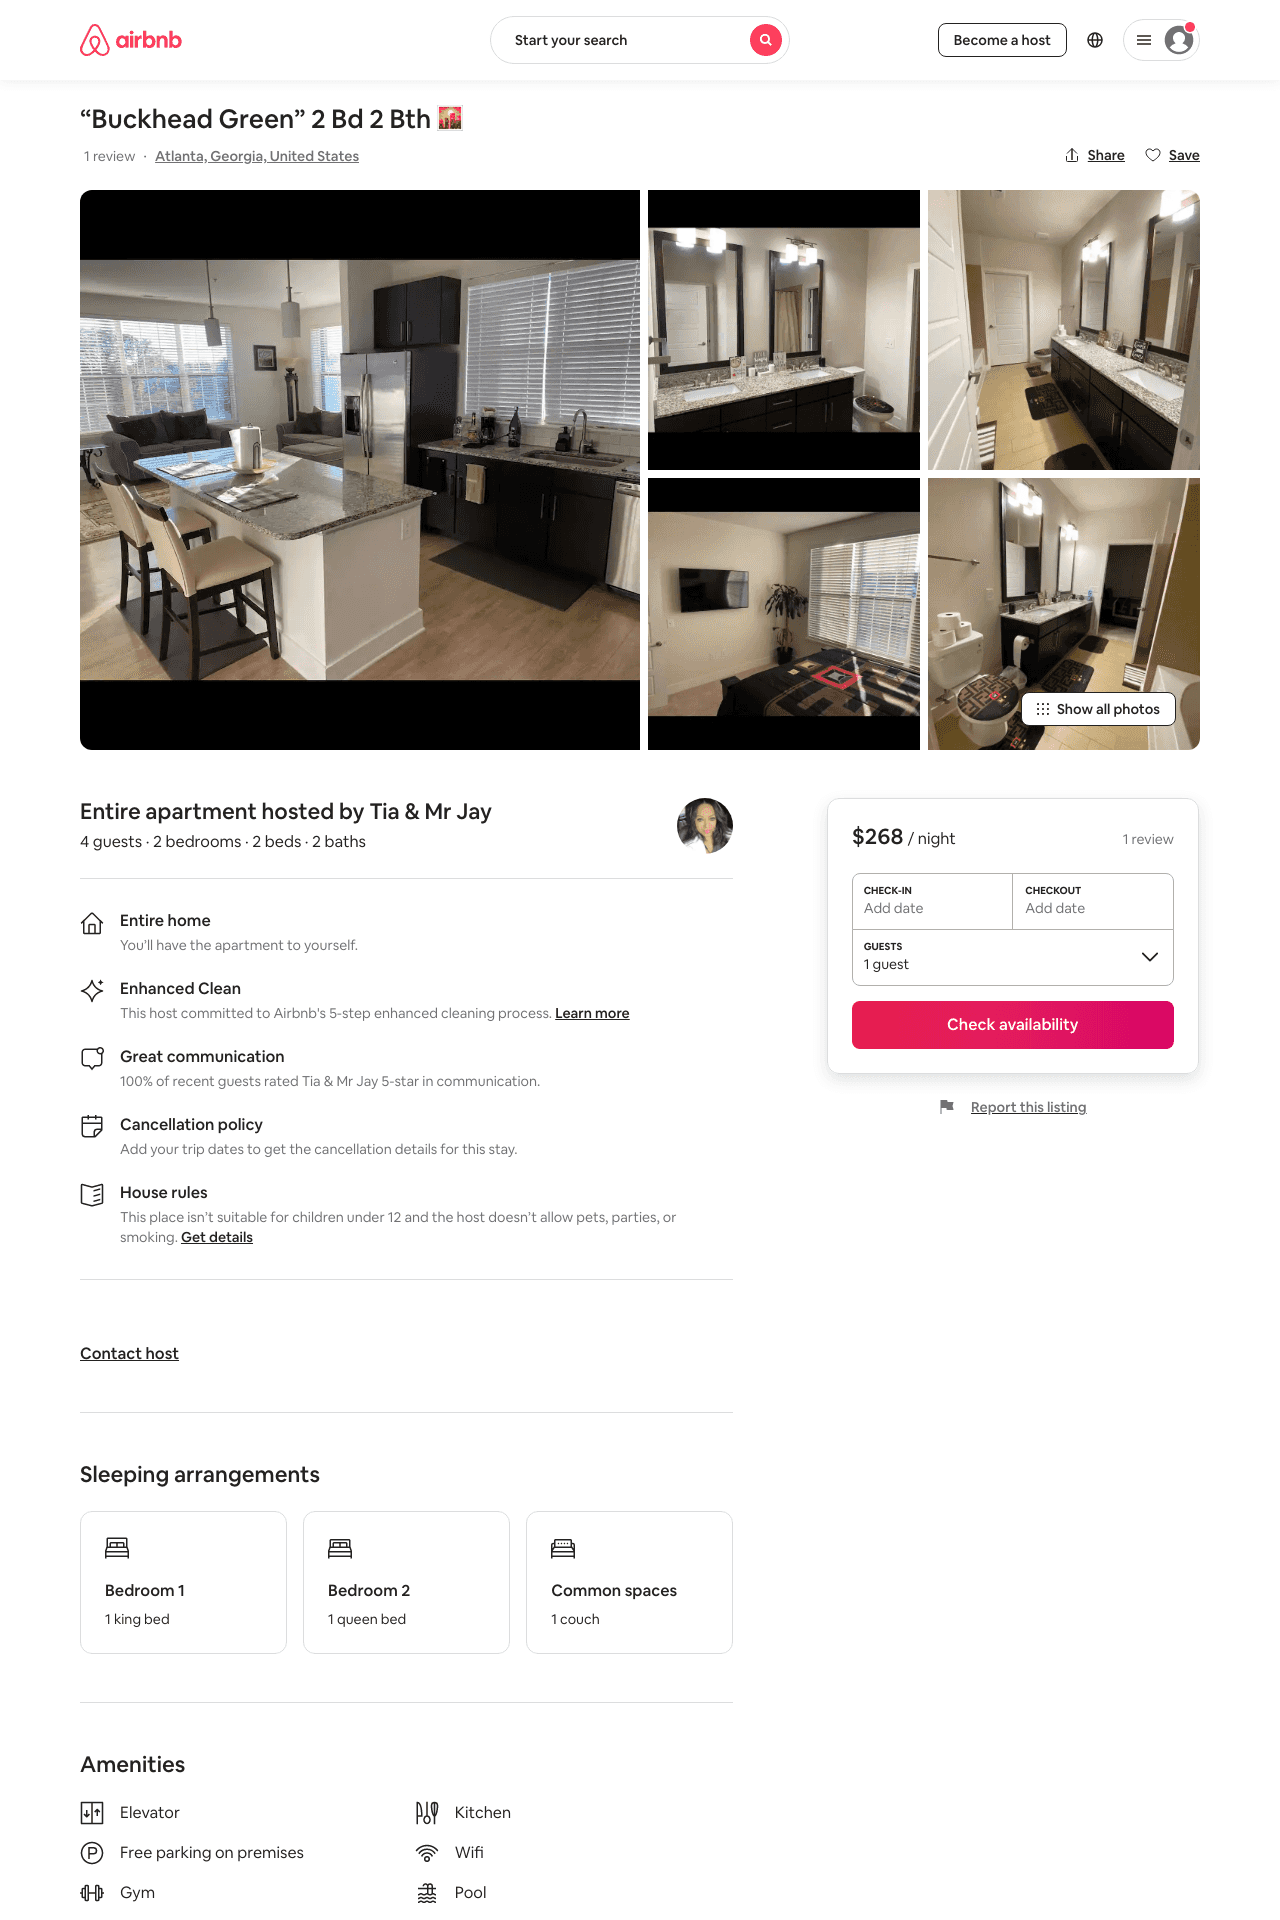 airbnb
Start your search
Become a host
“Buckhead Green” 2 Bd 2 Bth
1 review · Atlanta, Georgia, United States
Share
Save
Show all photos
Entire apartment hosted by Tia & Mr Jay
4 guests · 2 bedrooms · 2 beds · 2 baths
Entire home
You’ll have the apartment to yourself.
Enhanced Clean
This host committed to Airbnb's 5-step enhanced cleaning process. Learn more
Great communication
100% of recent guests rated Tia & Mr Jay 5-star in communication.
Cancellation policy
Add your trip dates to get the cancellation details for this stay.
House rules
This place isn’t suitable for children under 12 and the host doesn’t allow pets, parties, or
smoking. Get details
$268 / night
1 review
CHECK-IN
Add date
CHECKOUT
Add date
GUESTS
1 guest
Check availability
Report this listing
Contact host
Sleeping arrangements
Bedroom 1
1 king bed
Bedroom 2
1 queen bed
Common spaces
1 couch
Amenities
Elevator
Kitchen
Free parking on premises
Wifi
Gym
Pool